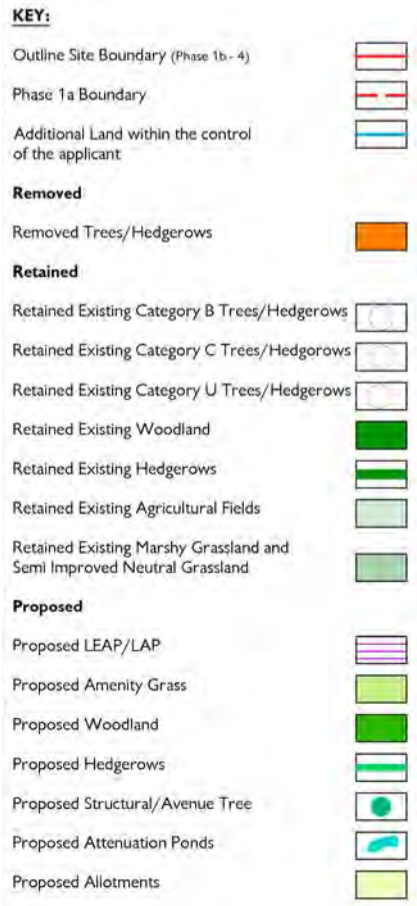 KEY:
Outline Site Boundary (Phase 1b - 4)
Phase 1a Boundary
Additional Land within the control
of the applicant
Removed
Removed Trees/Hedgerows
Retained
Retained Existing Category B Trees/Hedgerows
Retained Existing Category C Trees/Hedgorows
Retained Existing Category U Trees/Hedgerows
Retained Existing Woodland
Retained Existing Hedgerows
Retained Existing Agricultural Fields
Retained Existing Marshy Grassland and
Semi Improved Neutral Grassland
Proposed
Proposed LEAP/LAP
Proposed Amenity Grass
Proposed Woodland
Proposed Hedgerows
Proposed Structural/Avenue Tree
Proposed Attenuation Ponds
Proposed Allotments